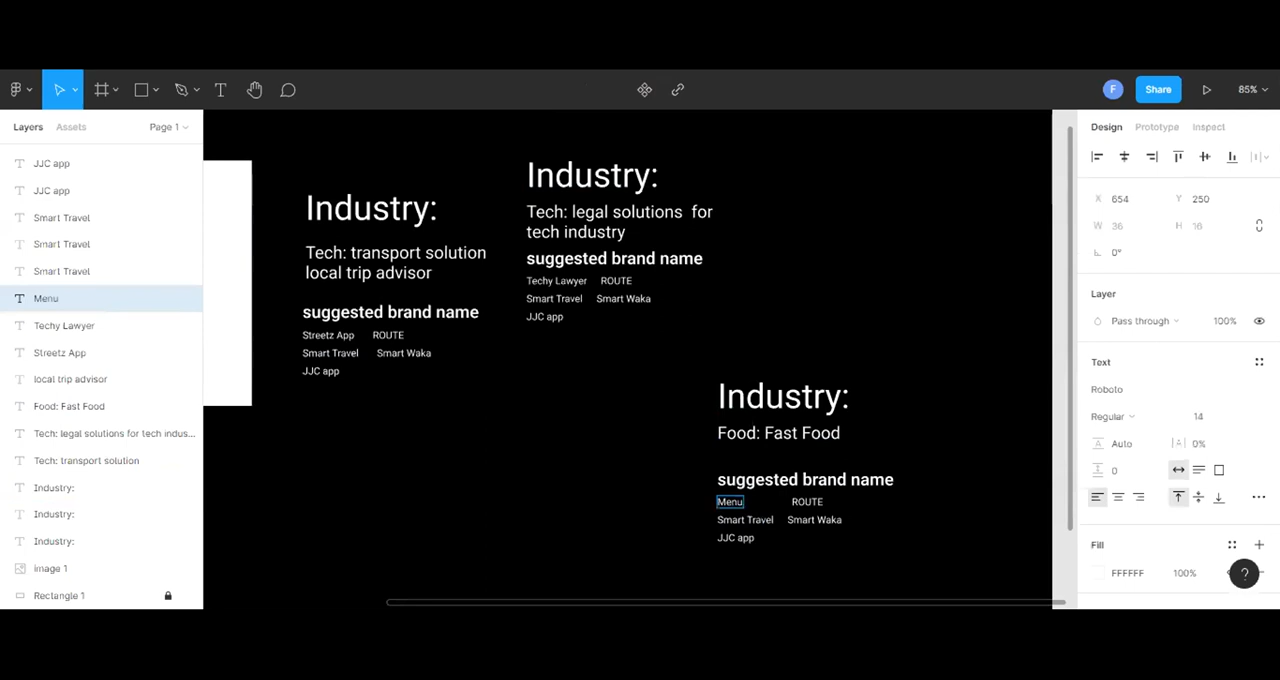 F
Share
85%
Layers
Assets
Page 1
JJC app
JJC app
Smart Travel
Smart Travel
Smart Travel
Menu
Techy Lawyer
Streetz App
local trip advisor
Food: Fast Food
Tech: legal solutions for tech indus...
Tech: transport solution
Industry:
Industry:
Industry:
image 1
Rectangle 1
Industry:
Tech: transport solution
local trip advisor
suggested brand name
Streetz App ROUTE
Smart Travel Smart Waka
JJC app
Industry:
Tech: legal solutions for
tech industry
suggested brand name
Techy Lawyer ROUTE
Smart Travel Smart Waka
JJC app
Industry:
Food: Fast Food
suggested brand name
Menu ROUTE
Smart Travel Smart Waka
JJC app
Design
Prototype
Inspect
X 654 Y 250
W 36 H 16
0°
Layer
Pass through 100%
Text
Roboto
Regular 14
A Auto |A| 0%
0
Fill
FFFFFF 100%
?